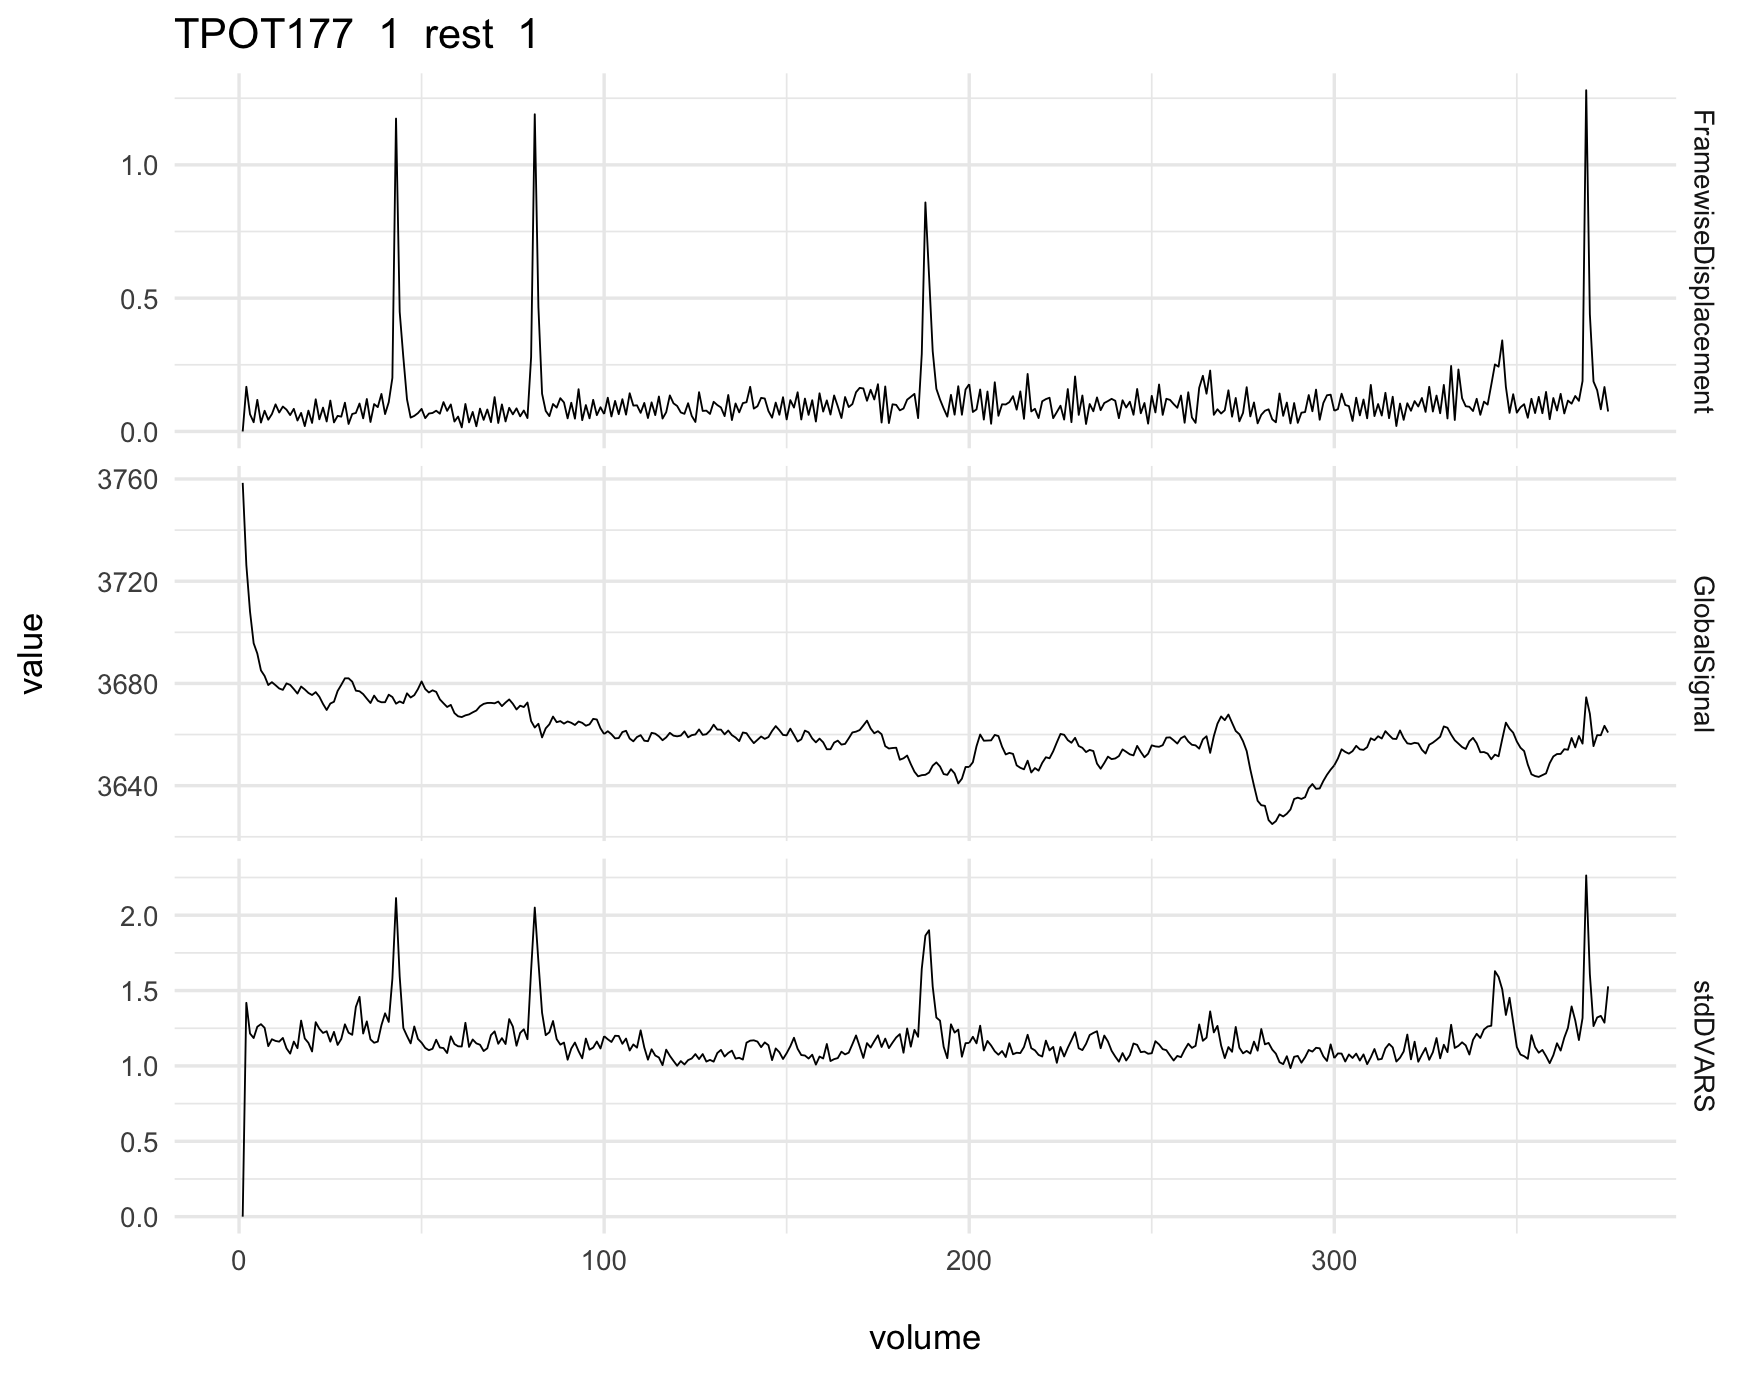 TPOT177 1 rest 1
1.0
0.5
0.0
FramewiseDisplacement
3760
3720
3680
3640
GlobalSignal
value
2.0
1.5
1.0
0.5
0.0
stdDVARS
0 100 200 300
volume